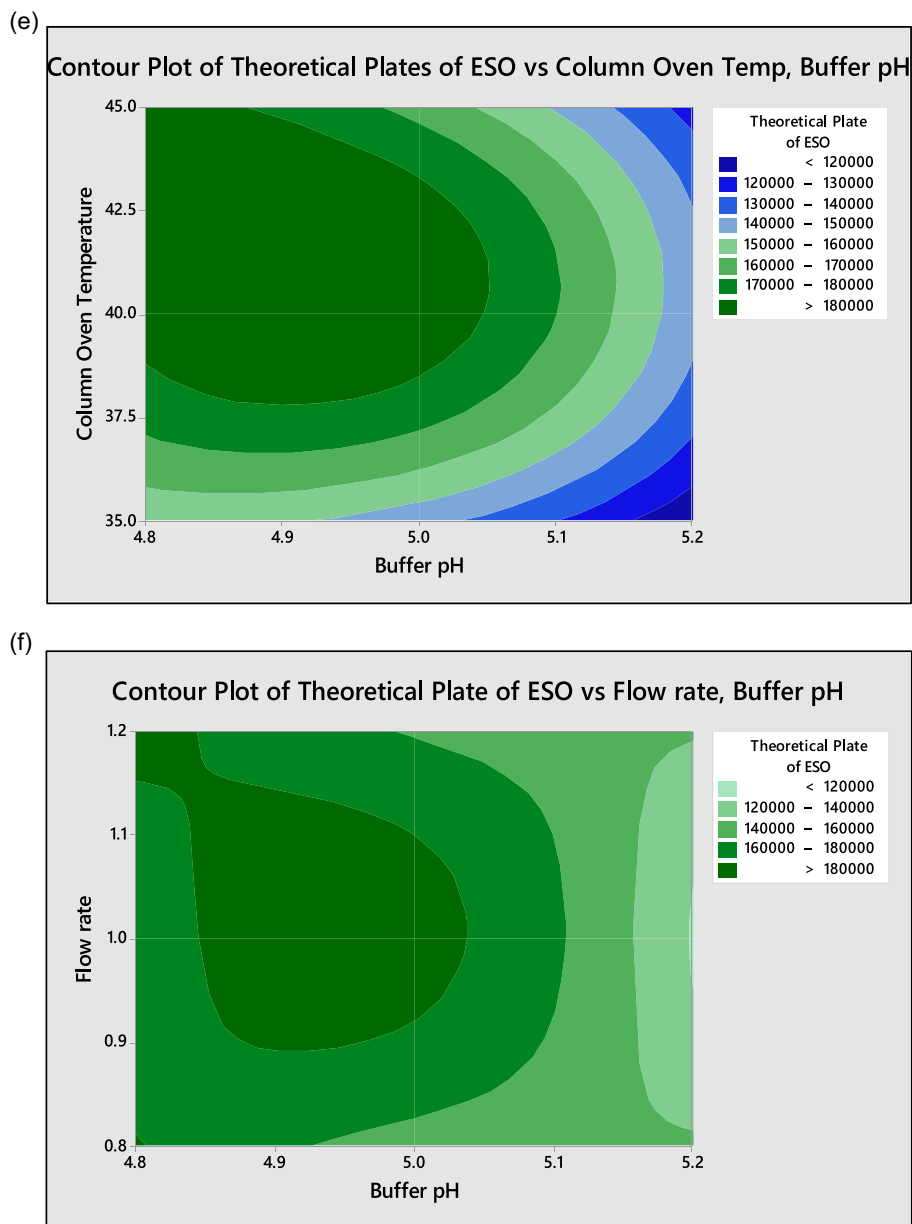 (e)
Contour Plot of Theoretical Plates of ESO vs Column Oven Temp, Buffer pH
Column Oven Temperature
45.0
42.5
40.0
37.5
35.0
4.8 4.9 5.0 5.1 5.2
Buffer pH
Theoretical Plate
of ESO
< 120000
120000 – 130000
130000 – 140000
140000 – 150000
150000 – 160000
160000 – 170000
170000 – 180000
> 180000
(f)
Contour Plot of Theoretical Plate of ESO vs Flow rate, Buffer pH
Flow rate
1.2
1.1
1.0
0.9
0.8
4.8 4.9 5.0 5.1 5.2
Buffer pH
Theoretical Plate
of ESO
< 120000
120000 – 140000
140000 – 160000
160000 – 180000
> 180000